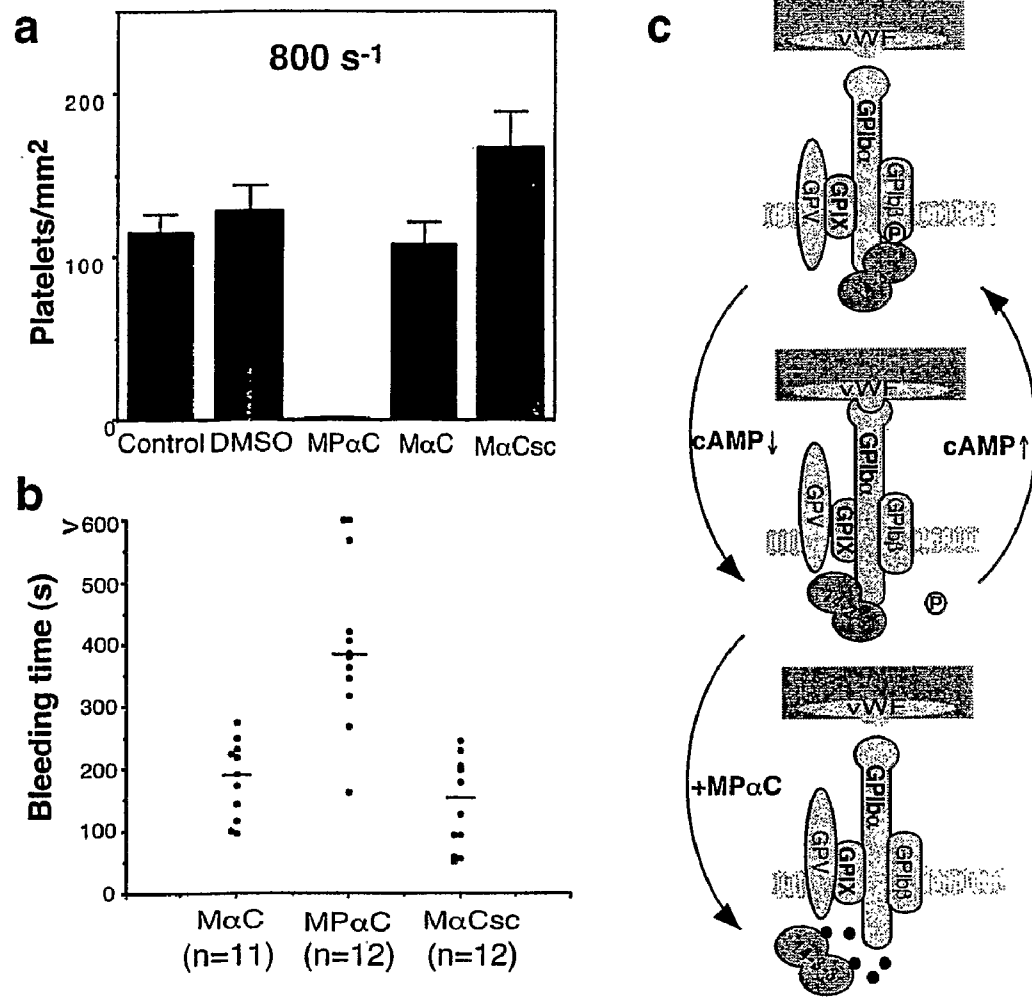 a
800 s-1
Platelets/mm2
200
100
0
Control DMSO MPαC MαC MαCsc
b
Bleeding time (s)
>600
500
400
300
200
100
0
MαC MPαC MαCsc
(n=11) (n=12) (n=12)
c
vWF
GPIbα
GPV
GPIX
GPIbβ
P
cAMP↓
cAMP↑
vWF
GPIbα
GPV
GPIX
GPIbβ
P
+MPαC
vWF
GPIbα
GPV
GPIX
GPIbβ